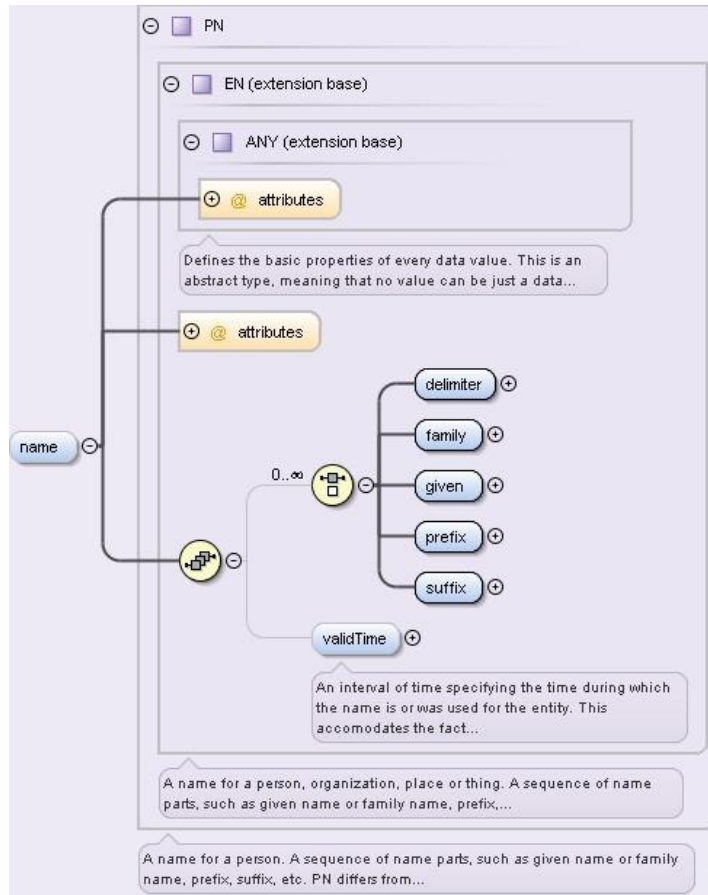 PN
EN (extension base)
ANY (extension base)
@ attributes
Defines the basic properties of every data value. This is an
abstract type, meaning that no value can be just a data...
@ attributes
delimiter
family
name
0..∞
given
prefix
suffix
validTime
An interval of time specifying the time during which
the name is or was used for the entity. This
accomodates the fact...
A name for a person, organization, place or thing. A sequence of name
parts, such as given name or family name, prefix,...
A name for a person. A sequence of name parts, such as given name or family
name, prefix, suffix, etc. PN differs from...